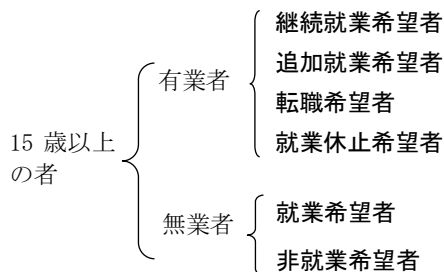 15 歳以上
の者
有業者
継続就業希望者
追加就業希望者
転職希望者
就業休止希望者
無業者
就業希望者
非就業希望者